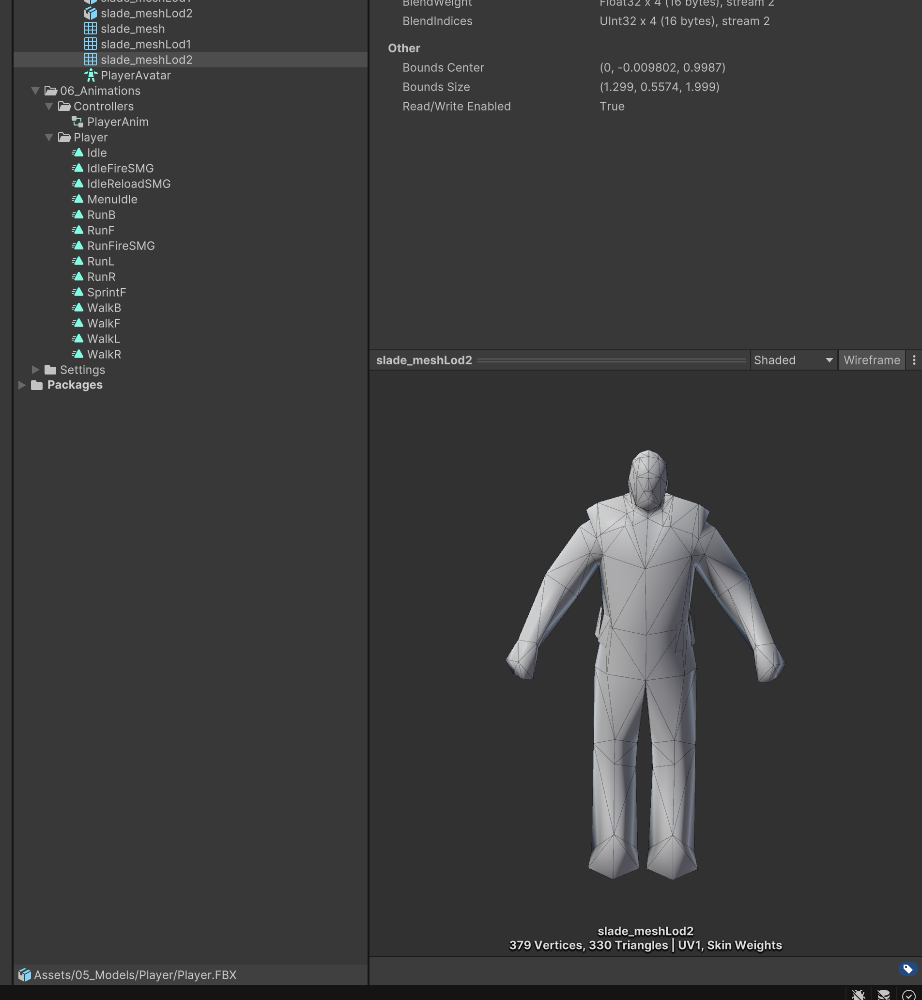 slade_meshLod1
slade_meshLod2
slade_mesh
slade_meshLod1
slade_meshLod2
PlayerAvatar
06_Animations
Controllers
PlayerAnim
Player
Idle
IdleFireSMG
IdleReloadSMG
MenuIdle
RunB
RunF
RunFireSMG
RunL
RunR
SprintF
WalkB
WalkF
WalkL
WalkR
Settings
Packages
Assets/05_Models/Player/Player.FBX
BlendWeight Float32 x 4 (16 bytes), stream 2
BlendIndices UInt32 x 4 (16 bytes), stream 2
Other
Bounds Center (0, -0.009802, 0.9987)
Bounds Size (1.299, 0.5574, 1.999)
Read/Write Enabled True
slade_meshLod2 Shaded Wireframe
slade_meshLod2
379 Vertices, 330 Triangles | UV1, Skin Weights